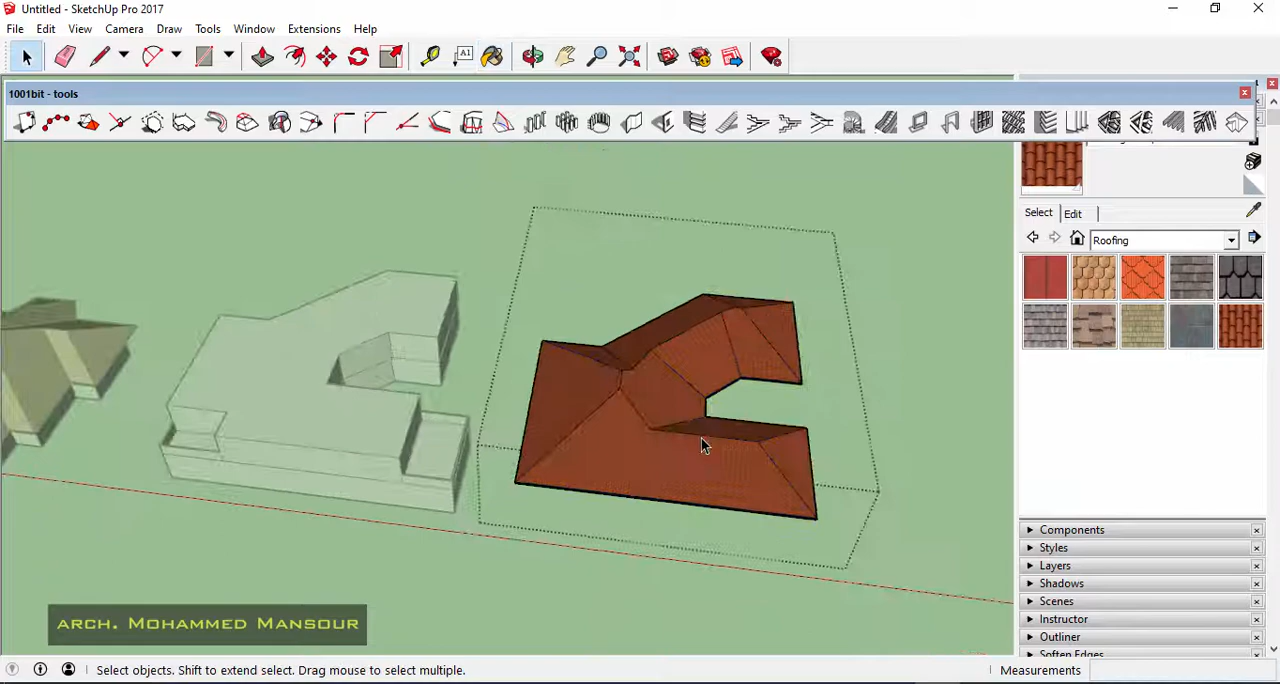 Untitled - SketchUp Pro 2017
File Edit View Camera Draw Tools Window Extensions Help
A1
1001bit - tools
Select Edit
Roofing
Components
Styles
Layers
Shadows
Scenes
Instructor
Outliner
ARCH. MOHAMMED MANSOUR
Select objects. Shift to extend select. Drag mouse to select multiple.
Measurements